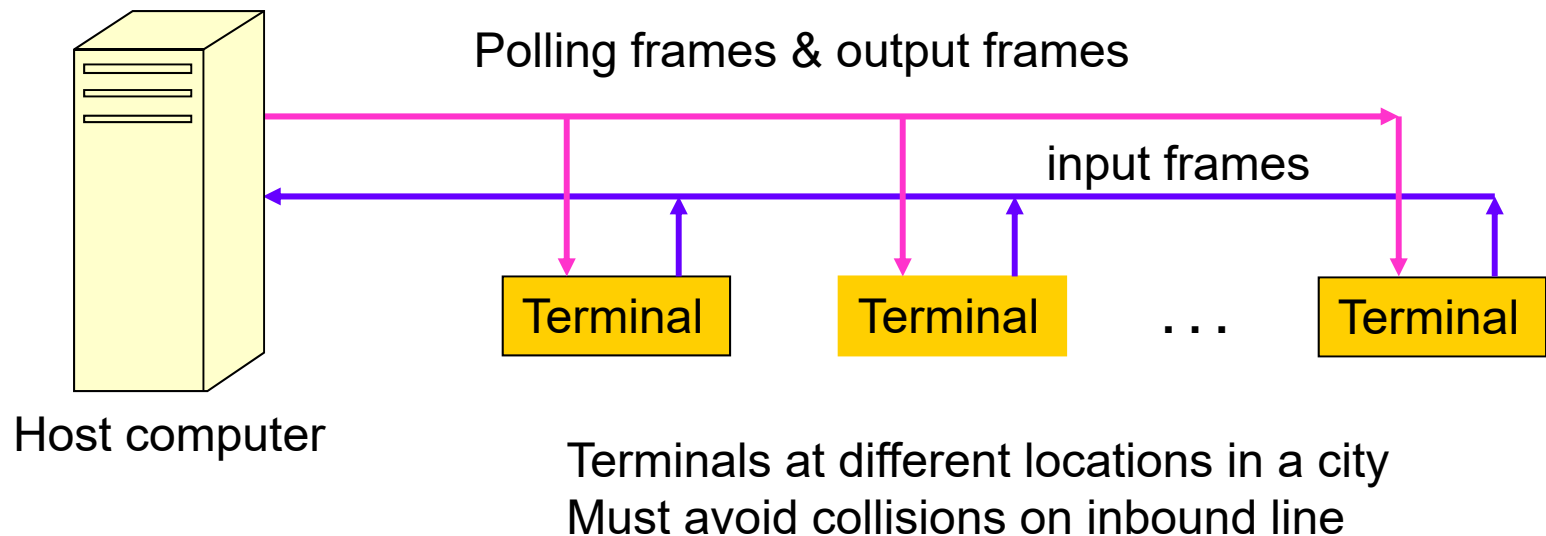 Polling frames & output frames
input frames
Terminal
Terminal
. . .
Terminal
Host computer
Terminals at different locations in a city
Must avoid collisions on inbound line